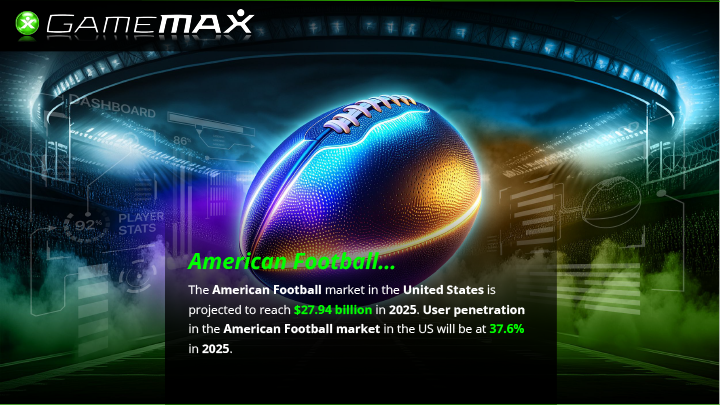 GAMEMAX
DASHBOARD
86%
92%
PLAYER
STATS
American Football...
The American Football market in the United States is
projected to reach $27.94 billion in 2025. User penetration
in the American Football market in the US will be at 37.6%
in 2025.